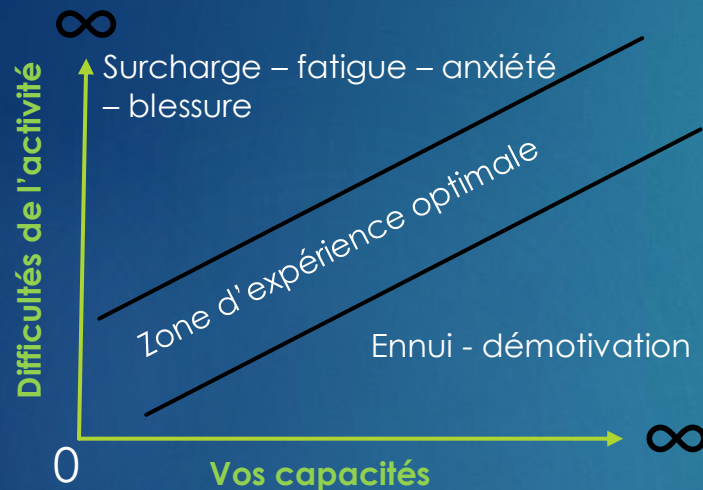 ∞
Surcharge – fatigue – anxiété
– blessure
Difficultés de l’activité
Zone d’expérience optimale
Ennui - démotivation
∞
0
Vos capacités